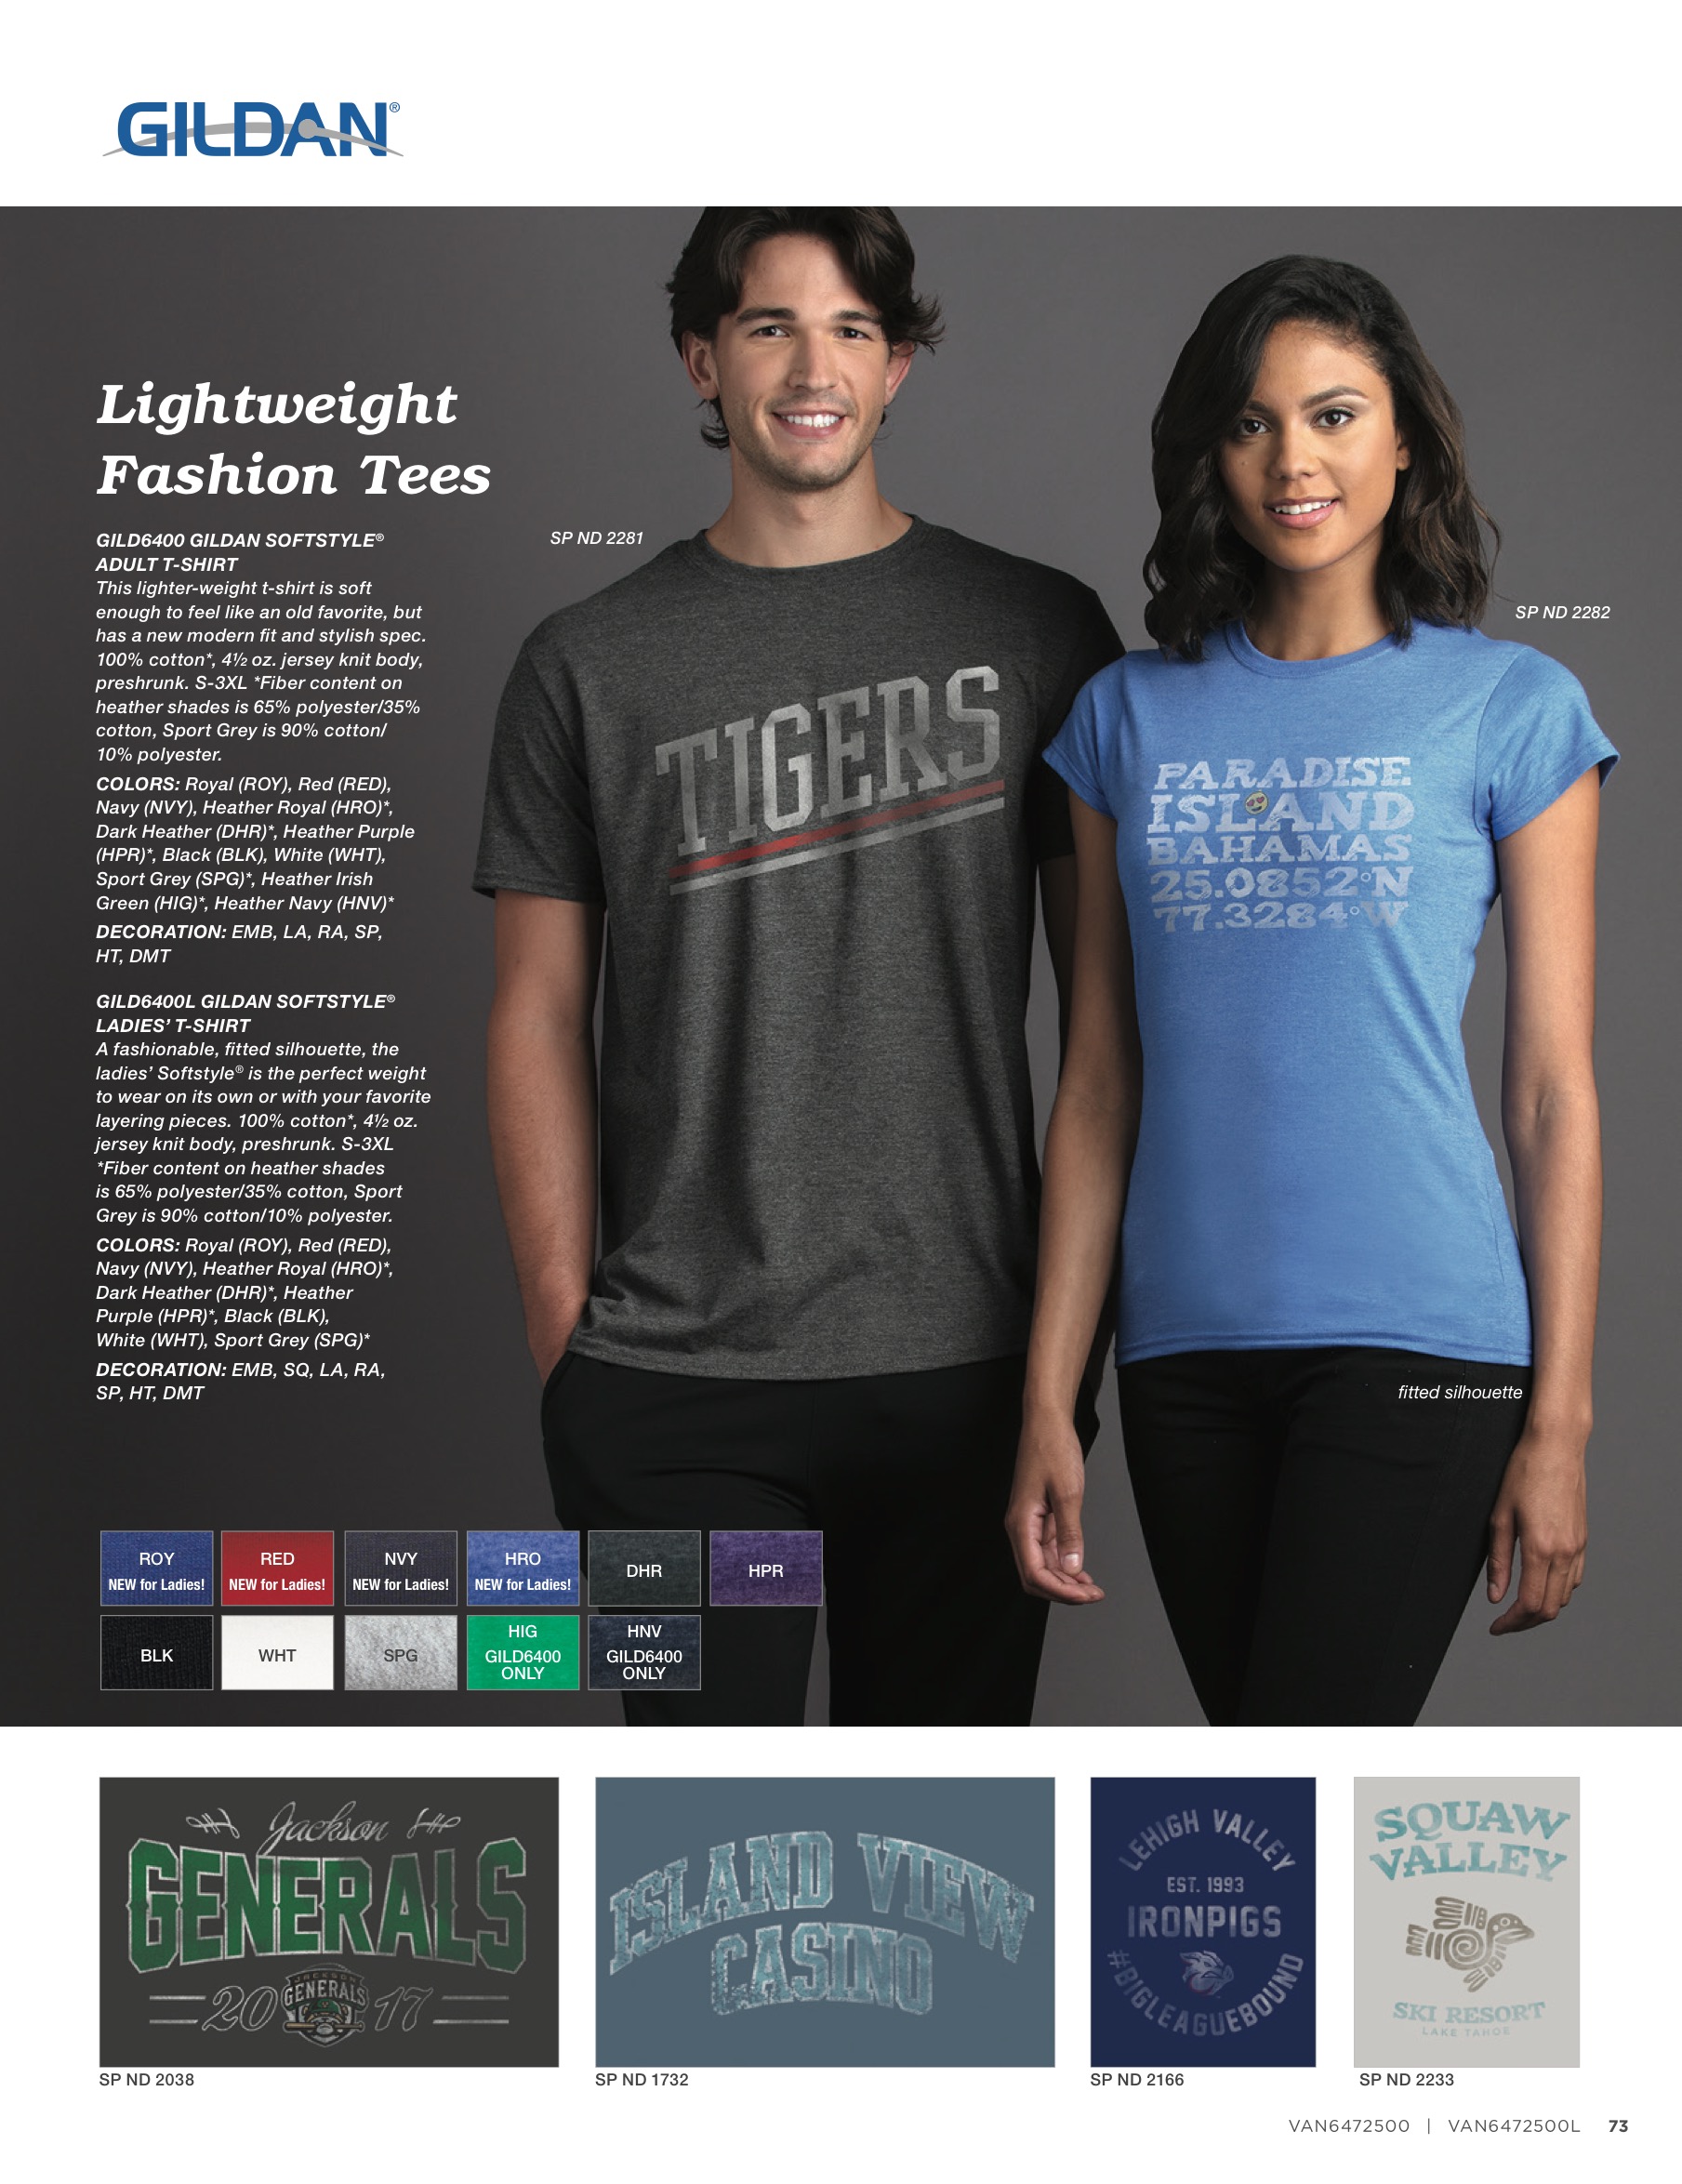 GILDAN®
Lightweight
Fashion Tees
GILD6400 GILDAN SOFTSTYLE®
ADULT T-SHIRT
This lighter-weight t-shirt is soft
enough to feel like an old favorite, but
has a new modern fit and stylish spec.
100% cotton*, 4½ oz. jersey knit body,
preshrunk. S-3XL *Fiber content on
heather shades is 65% polyester/35%
cotton, Sport Grey is 90% cotton/
10% polyester.
COLORS: Royal (ROY), Red (RED),
Navy (NVY), Heather Royal (HRO)*,
Dark Heather (DHR)*, Heather Purple
(HPR)*, Black (BLK), White (WHT),
Sport Grey (SPG)*, Heather Irish
Green (HIG)*, Heather Navy (HNV)*
DECORATION: EMB, LA, RA, SP,
HT, DMT
GILD6400L GILDAN SOFTSTYLE®
LADIES’ T-SHIRT
A fashionable, fitted silhouette, the
ladies’ Softstyle® is the perfect weight
to wear on its own or with your favorite
layering pieces. 100% cotton*, 4½ oz.
jersey knit body, preshrunk. S-3XL
*Fiber content on heather shades
is 65% polyester/35% cotton, Sport
Grey is 90% cotton/10% polyester.
COLORS: Royal (ROY), Red (RED),
Navy (NVY), Heather Royal (HRO)*,
Dark Heather (DHR)*, Heather
Purple (HPR)*, Black (BLK),
White (WHT), Sport Grey (SPG)*
DECORATION: EMB, SQ, LA, RA,
SP, HT, DMT
SP ND 2281
TIGERS
SP ND 2282
PARADISE
ISLAND
BAHAMAS
25.0852°N
77.3284°W
fitted silhouette
ROY
NEW for Ladies!
RED
NEW for Ladies!
NVY
NEW for Ladies!
HRO
NEW for Ladies!
DHR
HPR
BLK
WHT
SPG
HIG
GILD6400
ONLY
HNV
GILD6400
ONLY
Jackson
GENERALS
2017
JACKSON
GENERALS
SP ND 2038
ISLAND VIEW
CASINO
SP ND 1732
LEHIGH VALLEY
EST. 1993
IRONPIGS
#BIGLEAGUEBOUND
SP ND 2166
SQUAW
VALLEY
SKI RESORT
LAKE TAHOE
SP ND 2233
VAN6472500 | VAN6472500L 73